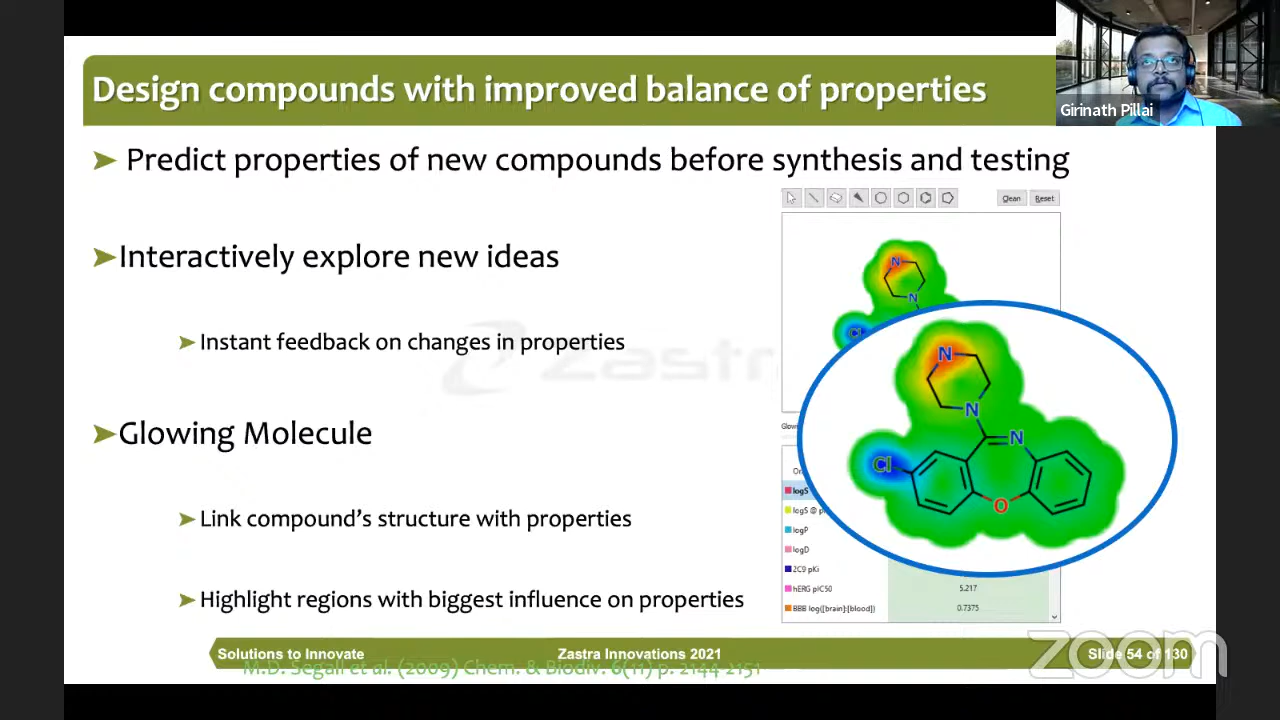 Design compounds with improved balance of properties
Girinath Pillai
➤ Predict properties of new compounds before synthesis and testing
Clean Reset
➤Interactively explore new ideas
N
N
Cl
➤ Instant feedback on changes in properties
Zastra
N
N
N
Cl
O
➤Glowing Molecule
logS
logS @ p
logP
logD
2C9 pKi
hERG pIC50 5.217
BBB log([brain]:[blood]) 0.7375
➤ Link compound's structure with properties
➤ Highlight regions with biggest influence on properties
Solutions to Innovate Zastra Innovations 2021 Slide 54 of 130
M.D. Segall et al. (2009) Chem. & Biodiv. 6(11) p. 2144-2151
zoom